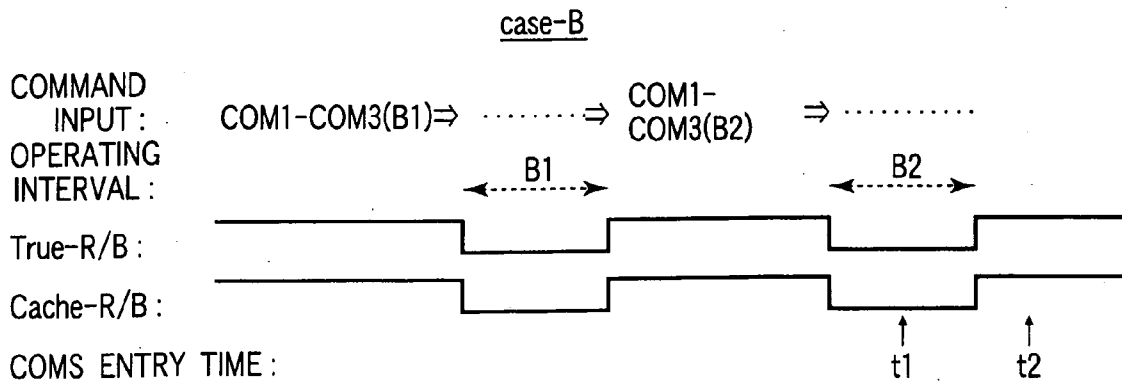 case-B
COMMAND
INPUT :
COM1-COM3(B1)⇒ ........ ⇒ COM1-
COM3(B2) ⇒ ..........
OPERATING
INTERVAL :
B1 B2
True-R/B :
Cache-R/B :
COMS ENTRY TIME : t1 t2